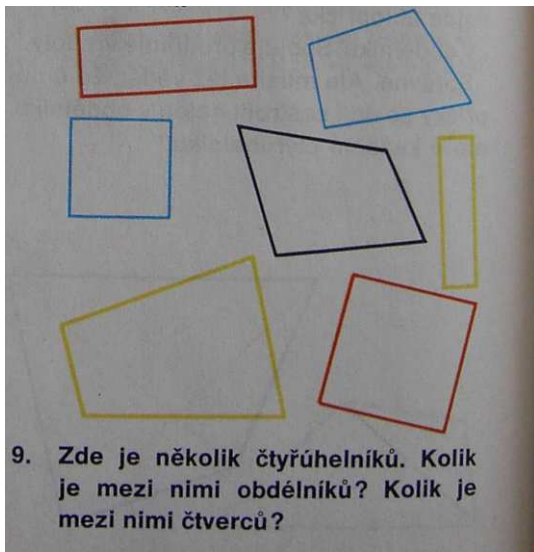 9. Zde je několik čtyřúhelníků. Kolik
je mezi nimi obdélníků? Kolik je
mezi nimi čtverců?